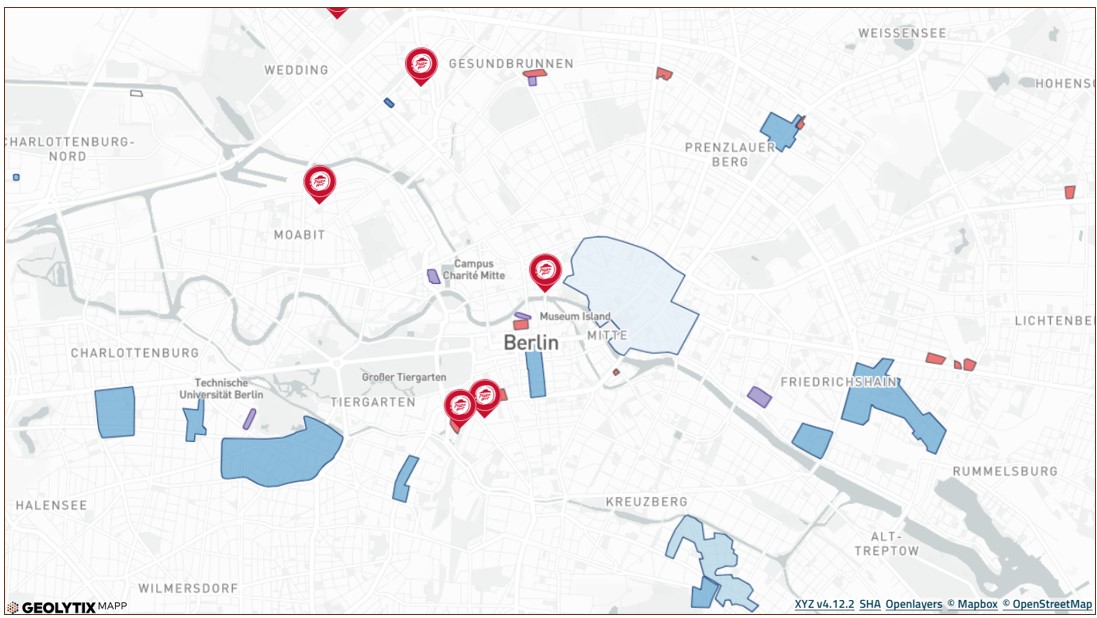 WEISSENSEE
GESUNDBRUNNEN
WEDDING
HOHENSC
CHARLOTTENBURG-
NORD
PRENZLAUER
BERG
MOABIT
Campus
Charité Mitte
Museum Island
LICHTENBE
MITTE
Berlin
CHARLOTTENBURG
Großer Tiergarten
Technische
Universität Berlin
FRIEDRICHSHAIN
TIERGARTEN
RUMMELSBURG
HALENSEE
KREUZBERG
ALT-
TREPTOW
WILMERSDORF
GEOLYTIX MAPP
XYZ v4.12.2 SHA Openlayers © Mapbox © OpenStreetMap